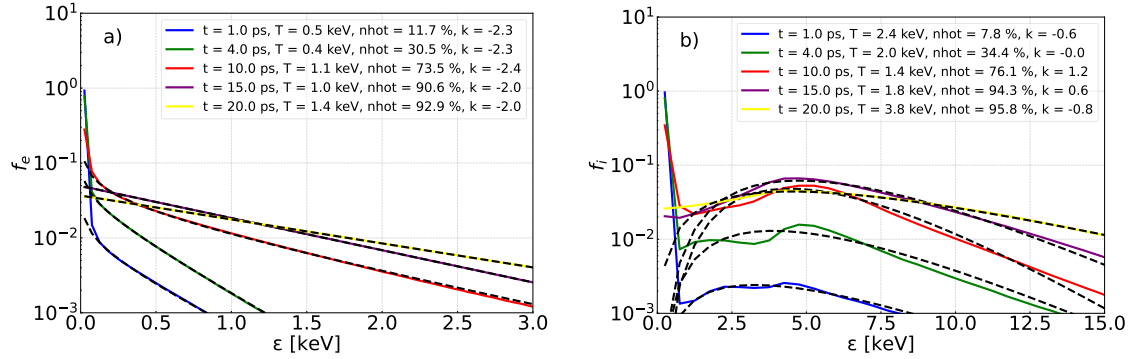 a)
t = 1.0 ps, T = 0.5 keV, nhot = 11.7 %, k = -2.3
t = 4.0 ps, T = 0.4 keV, nhot = 30.5 %, k = -2.3
t = 10.0 ps, T = 1.1 keV, nhot = 73.5 %, k = -2.4
t = 15.0 ps, T = 1.0 keV, nhot = 90.6 %, k = -2.0
t = 20.0 ps, T = 1.4 keV, nhot = 92.9 %, k = -2.0
10^1
10^0
10^-1
10^-2
10^-3
f_e
0.0 0.5 1.0 1.5 2.0 2.5 3.0
ε [keV]
b)
t = 1.0 ps, T = 2.4 keV, nhot = 7.8 %, k = -0.6
t = 4.0 ps, T = 2.0 keV, nhot = 34.4 %, k = -0.0
t = 10.0 ps, T = 1.4 keV, nhot = 76.1 %, k = 1.2
t = 15.0 ps, T = 1.8 keV, nhot = 94.3 %, k = 0.6
t = 20.0 ps, T = 3.8 keV, nhot = 95.8 %, k = -0.8
10^1
10^0
10^-1
10^-2
10^-3
f_i
0.0 2.5 5.0 7.5 10.0 12.5 15.0
ε [keV]